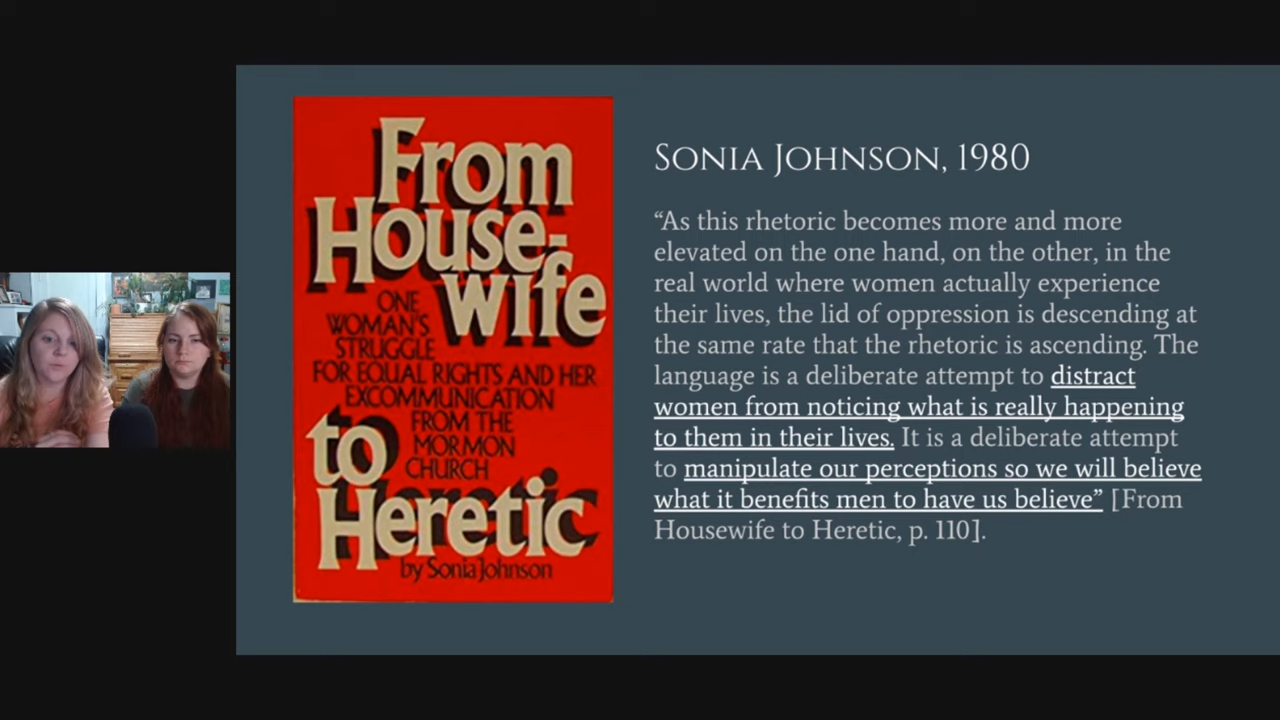 From
House-
wife
ONE
WOMAN'S
STRUGGLE
FOR EQUAL RIGHTS AND HER
EXCOMMUNICATION
FROM THE
MORMON
CHURCH
to
Heretic
by Sonia Johnson
SONIA JOHNSON, 1980
“As this rhetoric becomes more and more
elevated on the one hand, on the other, in the
real world where women actually experience
their lives, the lid of oppression is descending at
the same rate that the rhetoric is ascending. The
language is a deliberate attempt to distract
women from noticing what is really happening
to them in their lives. It is a deliberate attempt
to manipulate our perceptions so we will believe
what it benefits men to have us believe” [From
Housewife to Heretic, p. 110].